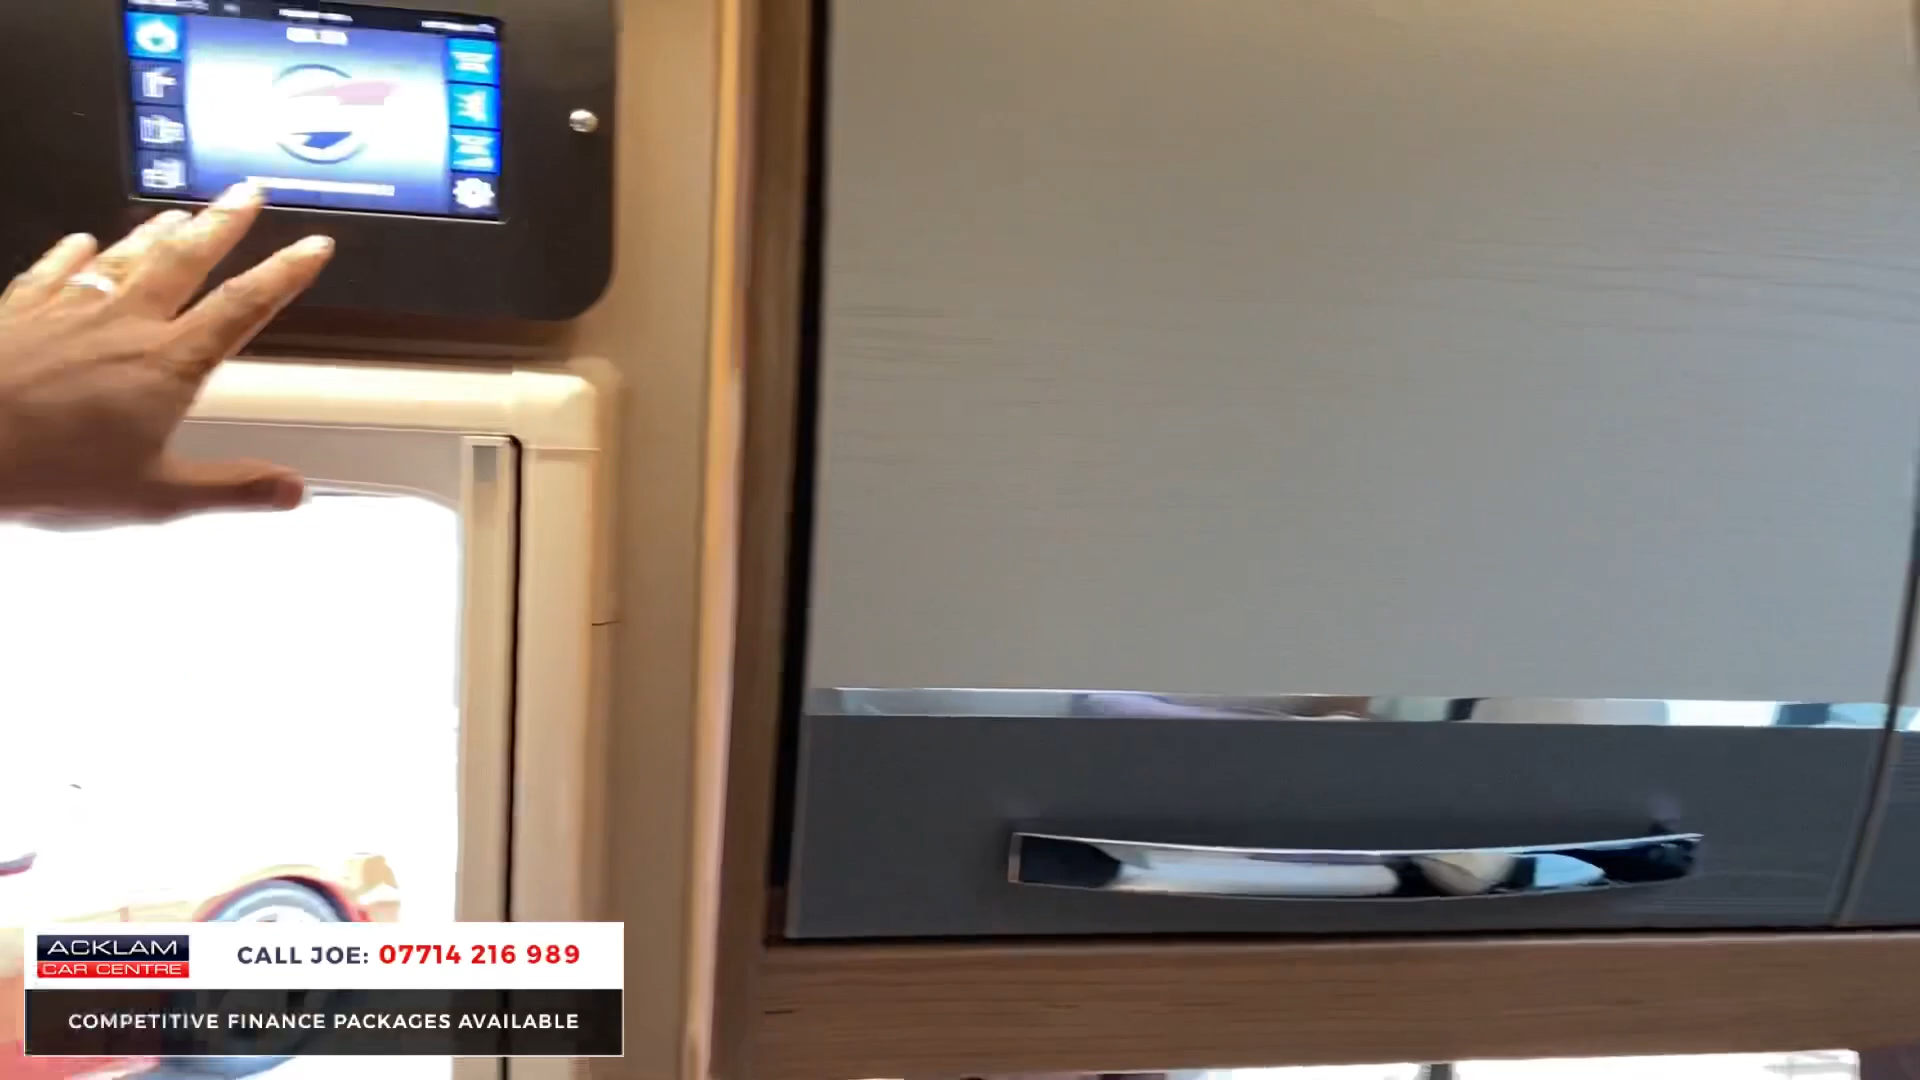 ACKLAM
CAR CENTRE
CALL JOE: 07714 216 989
COMPETITIVE FINANCE PACKAGES AVAILABLE